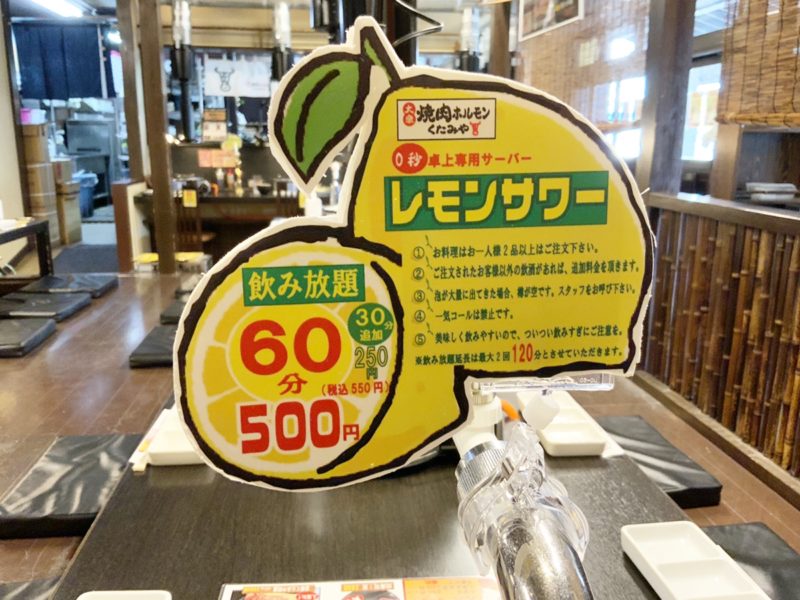 大衆 焼肉ホルモン
くたみや
0秒 卓上専用サーバー
レモンサワー
① お料理はお一人様2品以上はご注文下さい。
② ご注文されたお客様以外の飲酒があれば、追加料金を頂きます。
③ 泡が大量に出てきた場合、樽が空です。スタッフをお呼び下さい。
④ 一気コールは禁止です。
⑤ 美味しく飲みやすいので、ついつい飲みすぎにご注意を。
※飲み放題延長は最大2回120分とさせていただきます。
飲み放題
60分
500円
(税込550円)
30分
追加
250円